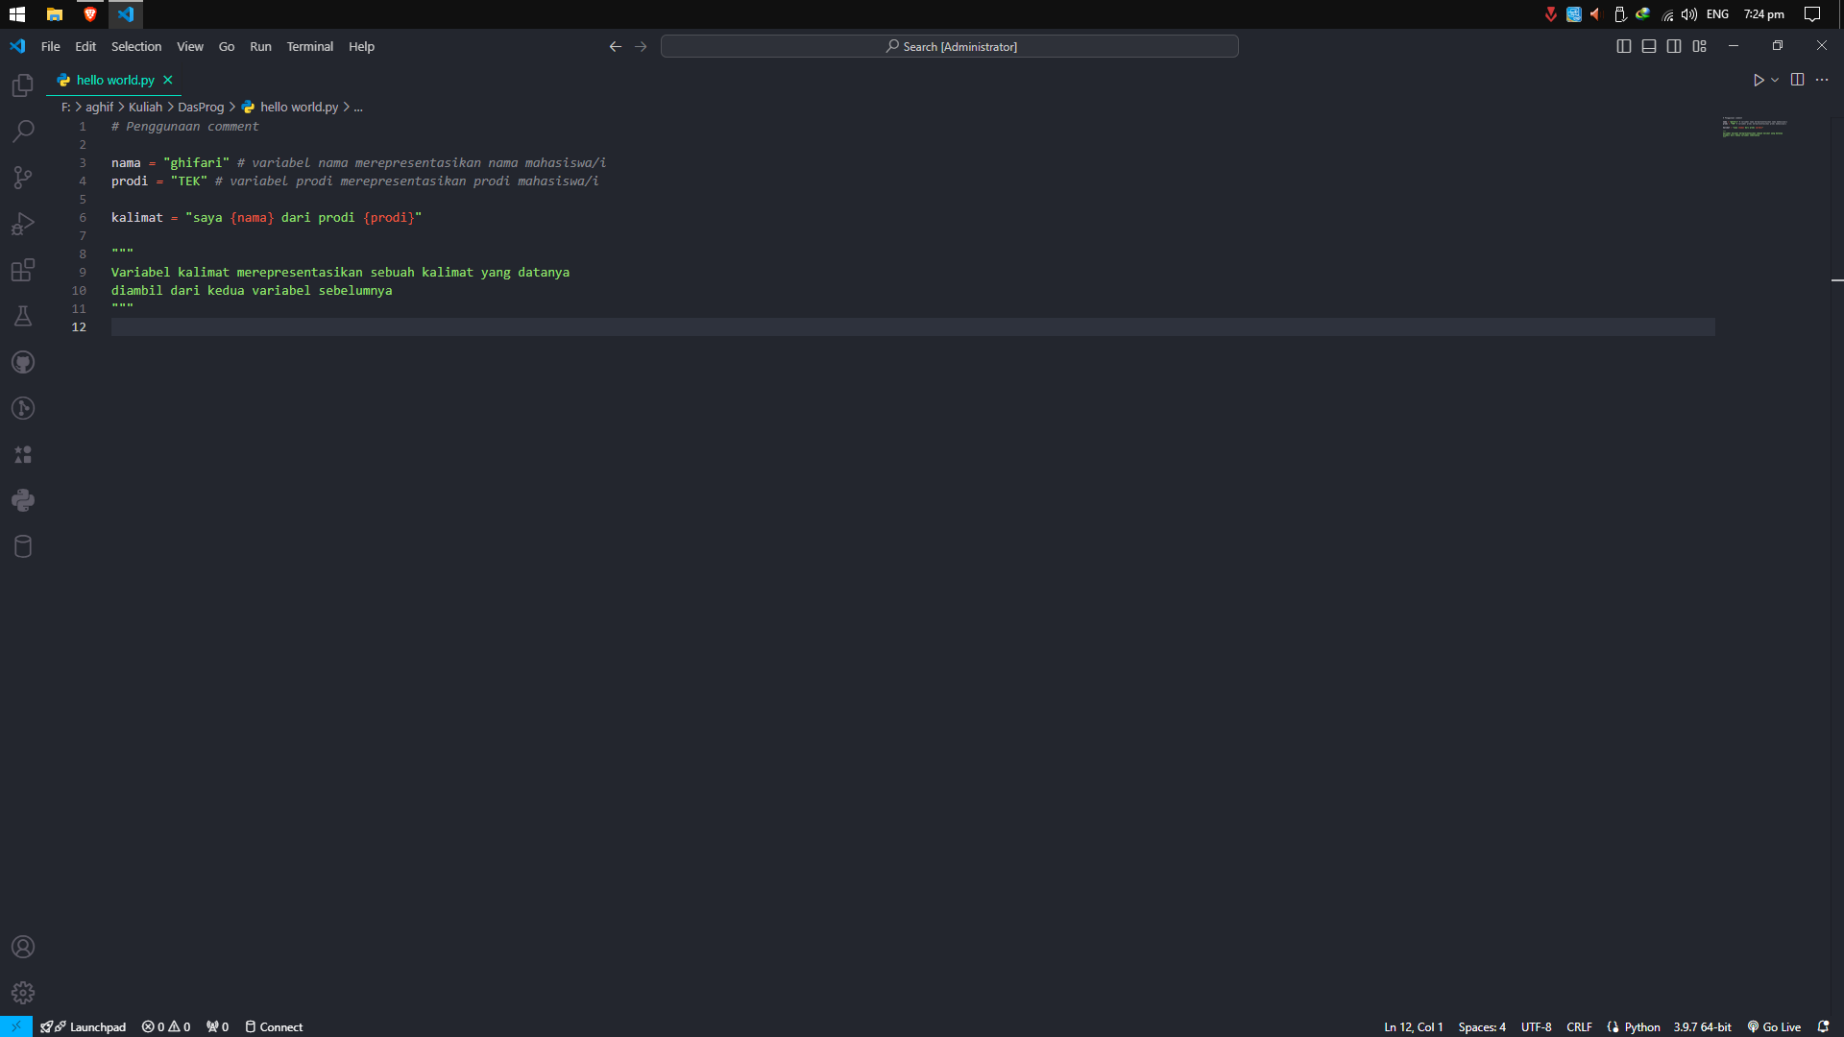 ENG 7:24 pm
File Edit Selection View Go Run Terminal Help
Search [Administrator]
hello world.py
F: > aghif > Kuliah > DasProg > hello world.py > ...
1 # Penggunaan comment
2
3 nama = "ghifari" # variabel nama merepresentasikan nama mahasiswa/i
4 prodi = "TEK" # variabel prodi merepresentasikan prodi mahasiswa/i
5
6 kalimat = "saya {nama} dari prodi {prodi}"
7
8 """
9 Variabel kalimat merepresentasikan sebuah kalimat yang datanya
10 diambil dari kedua variabel sebelumnya
11 """
12
Launchpad 0 0 0 Connect
Ln 12, Col 1 Spaces: 4 UTF-8 CRLF Python 3.9.7 64-bit Go Live